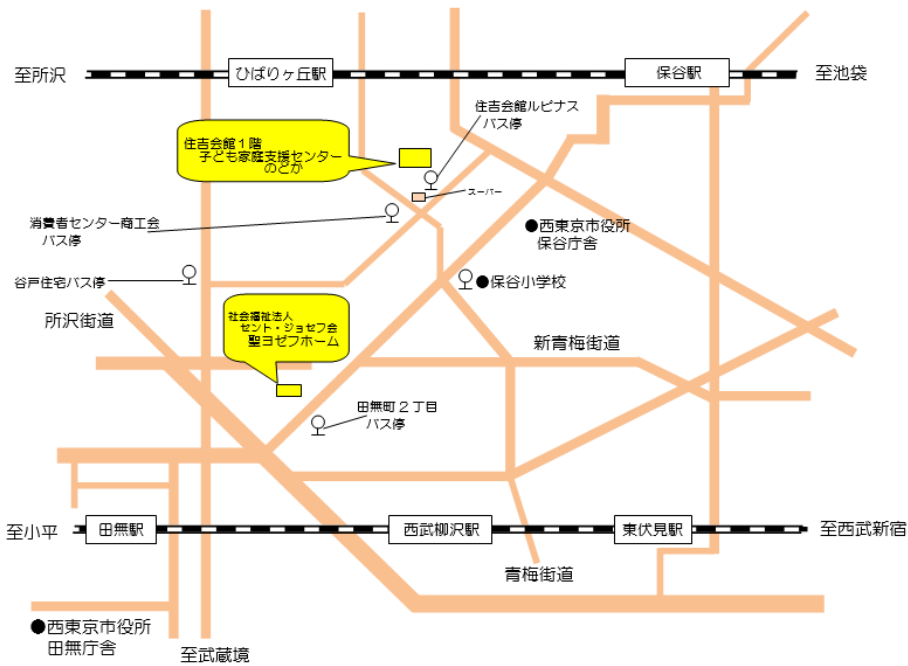 至所沢
ひばりヶ丘駅
保谷駅
至池袋
住吉会館ルピナス
バス停
住吉会館１階
子ども家庭支援センター
のどか
スーパー
消費者センター商工会
バス停
●西東京市役所
保谷庁舎
谷戸住宅バス停
●保谷小学校
所沢街道
社会福祉法人
セント・ジョセフ会
聖ヨゼフホーム
新青梅街道
田無町２丁目
バス停
至小平
田無駅
西武柳沢駅
東伏見駅
至西武新宿
青梅街道
●西東京市役所
田無庁舎
至武蔵境